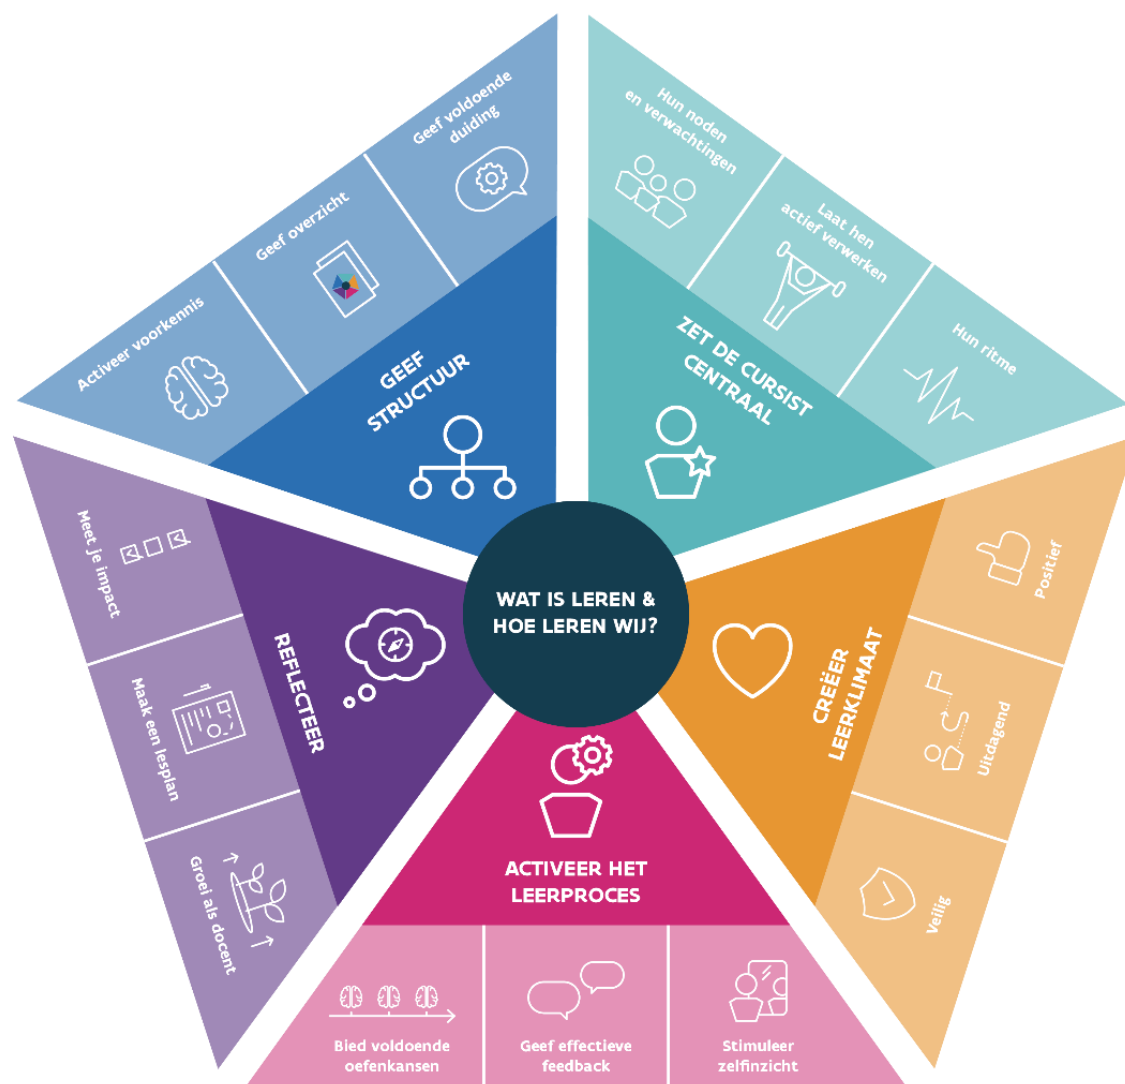 WAT IS LEREN &
HOE LEREN WIJ?
GEEF
STRUCTUUR
Activeer voorkennis
Geef overzicht
Geef voldoende
duiding
ZET DE CURSIST
CENTRAAL
Hun noden
en verwachtingen
Laat hen
actief verwerken
Hun ritme
CREËER
LEERKLIMAAT
Positief
Uitdagend
Veilig
ACTIVEER HET
LEERPROCES
Bied voldoende
oefenkansen
Geef effectieve
feedback
Stimuleer
zelfinzicht
REFLECTEER
Meet je impact
Maak een lesplan
Groei als docent